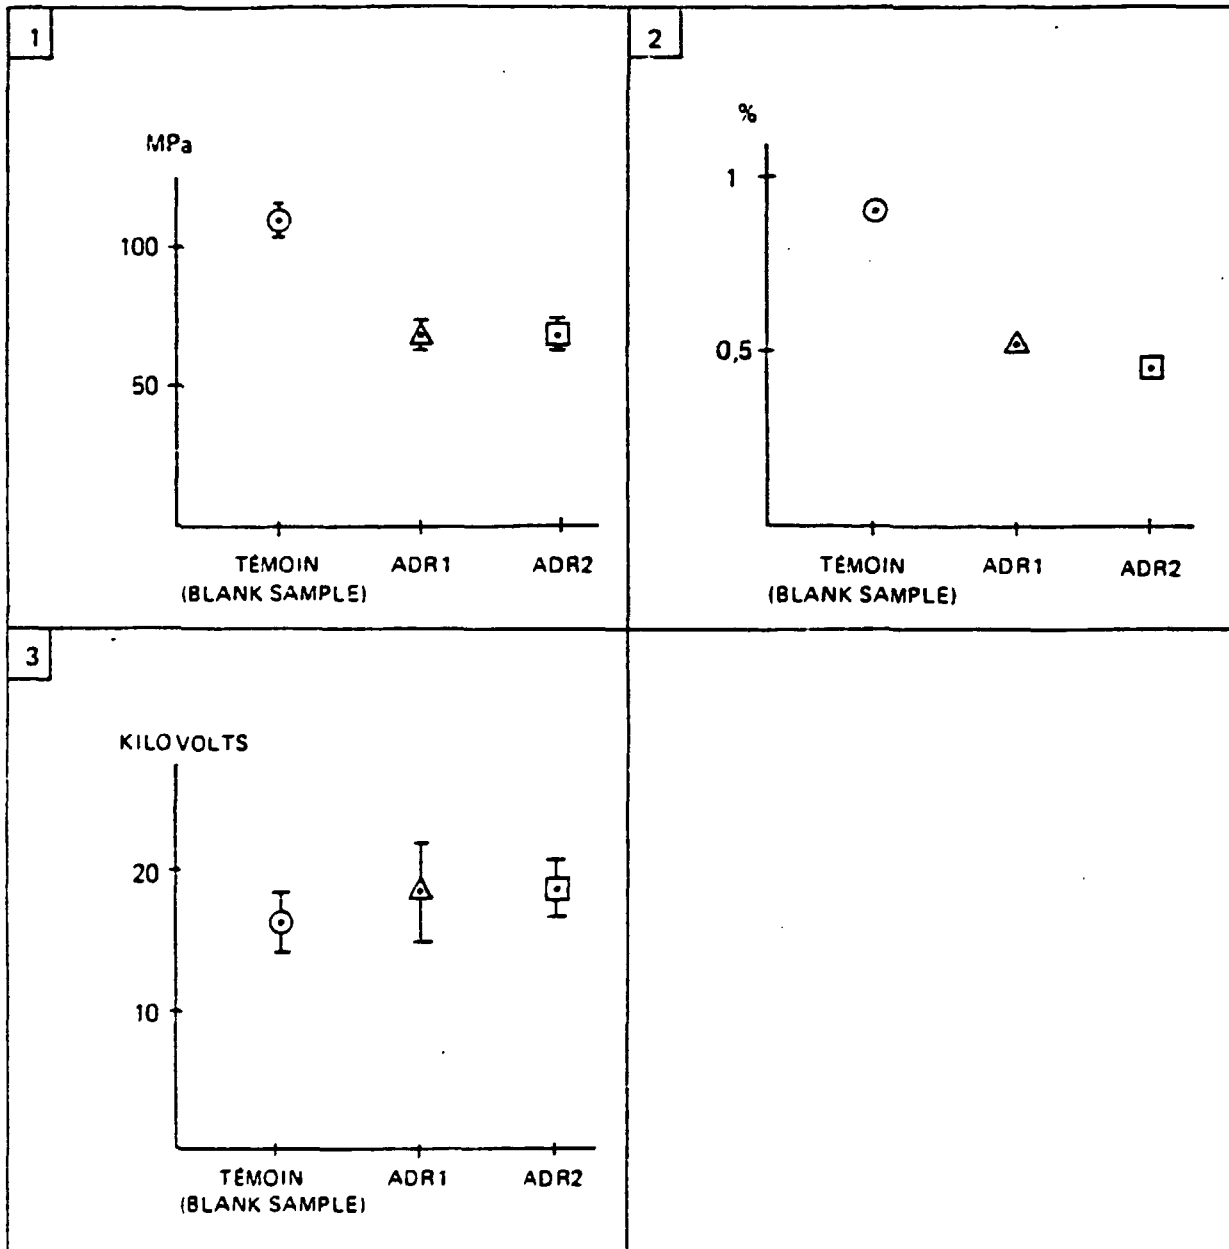 1
MPa
100
50
TÉMOIN
(BLANK SAMPLE)
ADR1
ADR2
2
%
1
0,5
TÉMOIN
(BLANK SAMPLE)
ADR1
ADR2
3
KILOVOLTS
20
10
TÉMOIN
(BLANK SAMPLE)
ADR1
ADR2